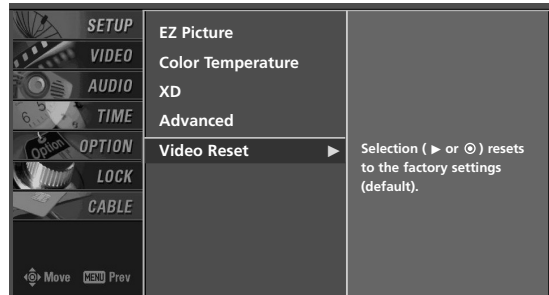 SETUP
VIDEO
AUDIO
TIME
OPTION
LOCK
CABLE
Move MENU Prev
EZ Picture
Color Temperature
XD
Advanced
Video Reset ►
Selection ( ► or ◉ ) resets
to the factory settings
(default).